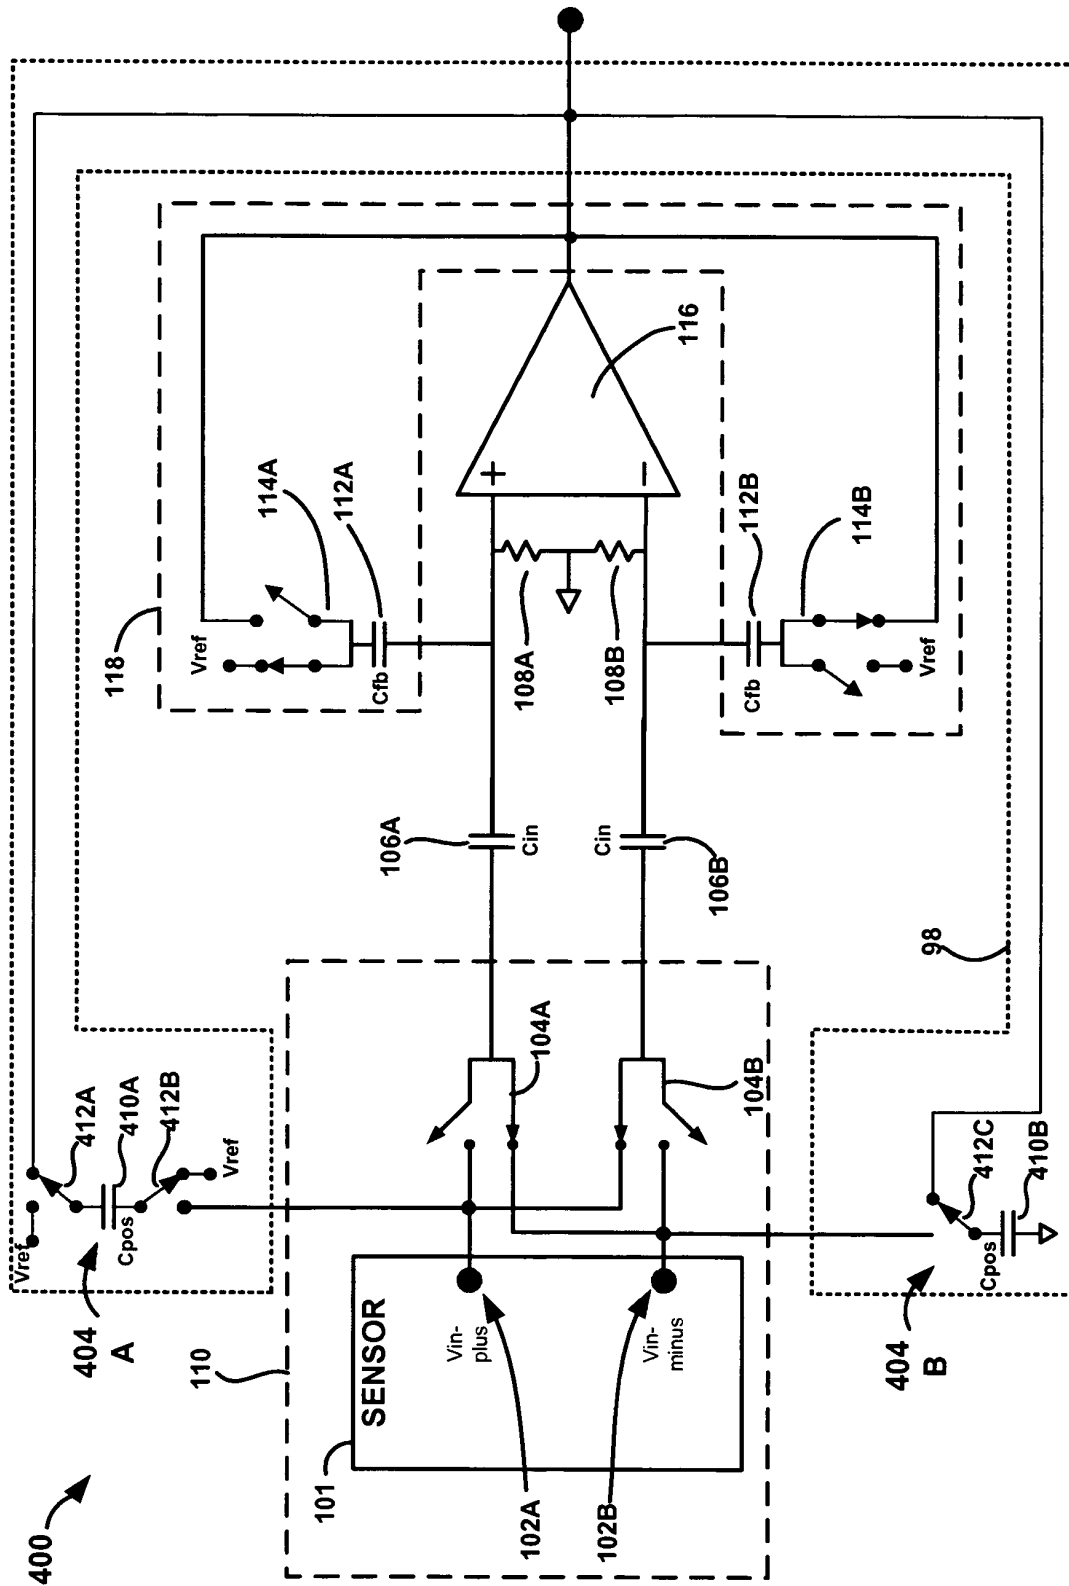 400
404
A
Vref
412A
410A
412B
Cpos
Vref
110
101
SENSOR
Vin-
plus
Vin-
minus
102A
102B
104A
104B
404
B
412C
410B
Cpos
98
106A
Cin
Cin
106B
118
Vref
114A
112A
Cfb
108A
108B
Cfb
112B
114B
Vref
+
−
116